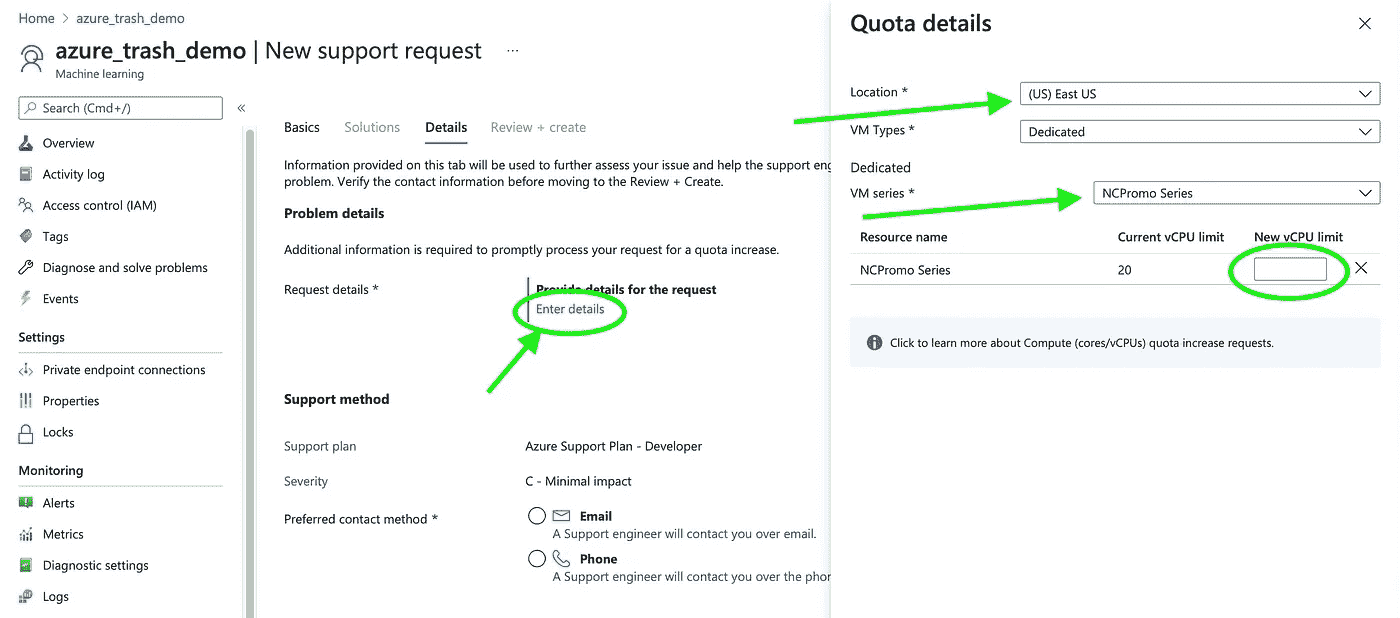 Home > azure_trash_demo
azure_trash_demo | New support request ...
Machine learning
Search (Cmd+/)
«
Overview
Activity log
Access control (IAM)
Tags
Diagnose and solve problems
Events
Settings
Private endpoint connections
Properties
Locks
Monitoring
Alerts
Metrics
Diagnostic settings
Logs
Basics Solutions Details Review + create
Information provided on this tab will be used to further assess your issue and help the support eng
problem. Verify the contact information before moving to the Review + Create.
Problem details
Additional information is required to promptly process your request for a quota increase.
Request details * Provide details for the request
Enter details
Support method
Support plan Azure Support Plan - Developer
Severity C - Minimal impact
Preferred contact method * Email
A Support engineer will contact you over email.
Phone
A Support engineer will contact you over the phor
Quota details
Location * (US) East US
VM Types * Dedicated
Dedicated
VM series * NCPromo Series
Resource name Current vCPU limit New vCPU limit
NCPromo Series 20
Click to learn more about Compute (cores/vCPUs) quota increase requests.